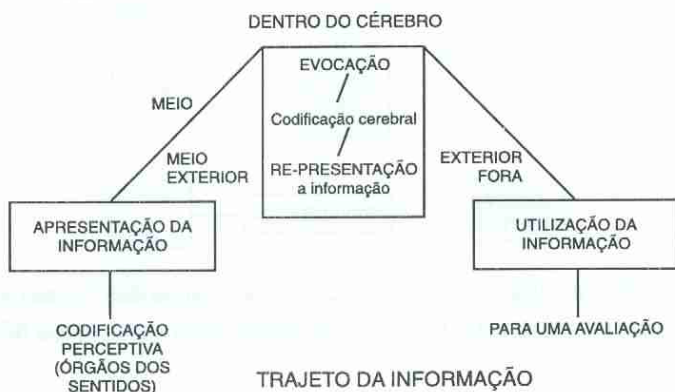 DENTRO DO CÉREBRO
EVOCAÇÃO
Codificação cerebral
RE-PRESENTAÇÃO
a informação
MEIO
MEIO
EXTERIOR
EXTERIOR
FORA
APRESENTAÇÃO DA
INFORMAÇÃO
UTILIZAÇÃO DA
INFORMAÇÃO
CODIFICAÇÃO
PERCEPTIVA
(ÓRGÃOS DOS
SENTIDOS)
PARA UMA AVALIAÇÃO
TRAJETO DA INFORMAÇÃO